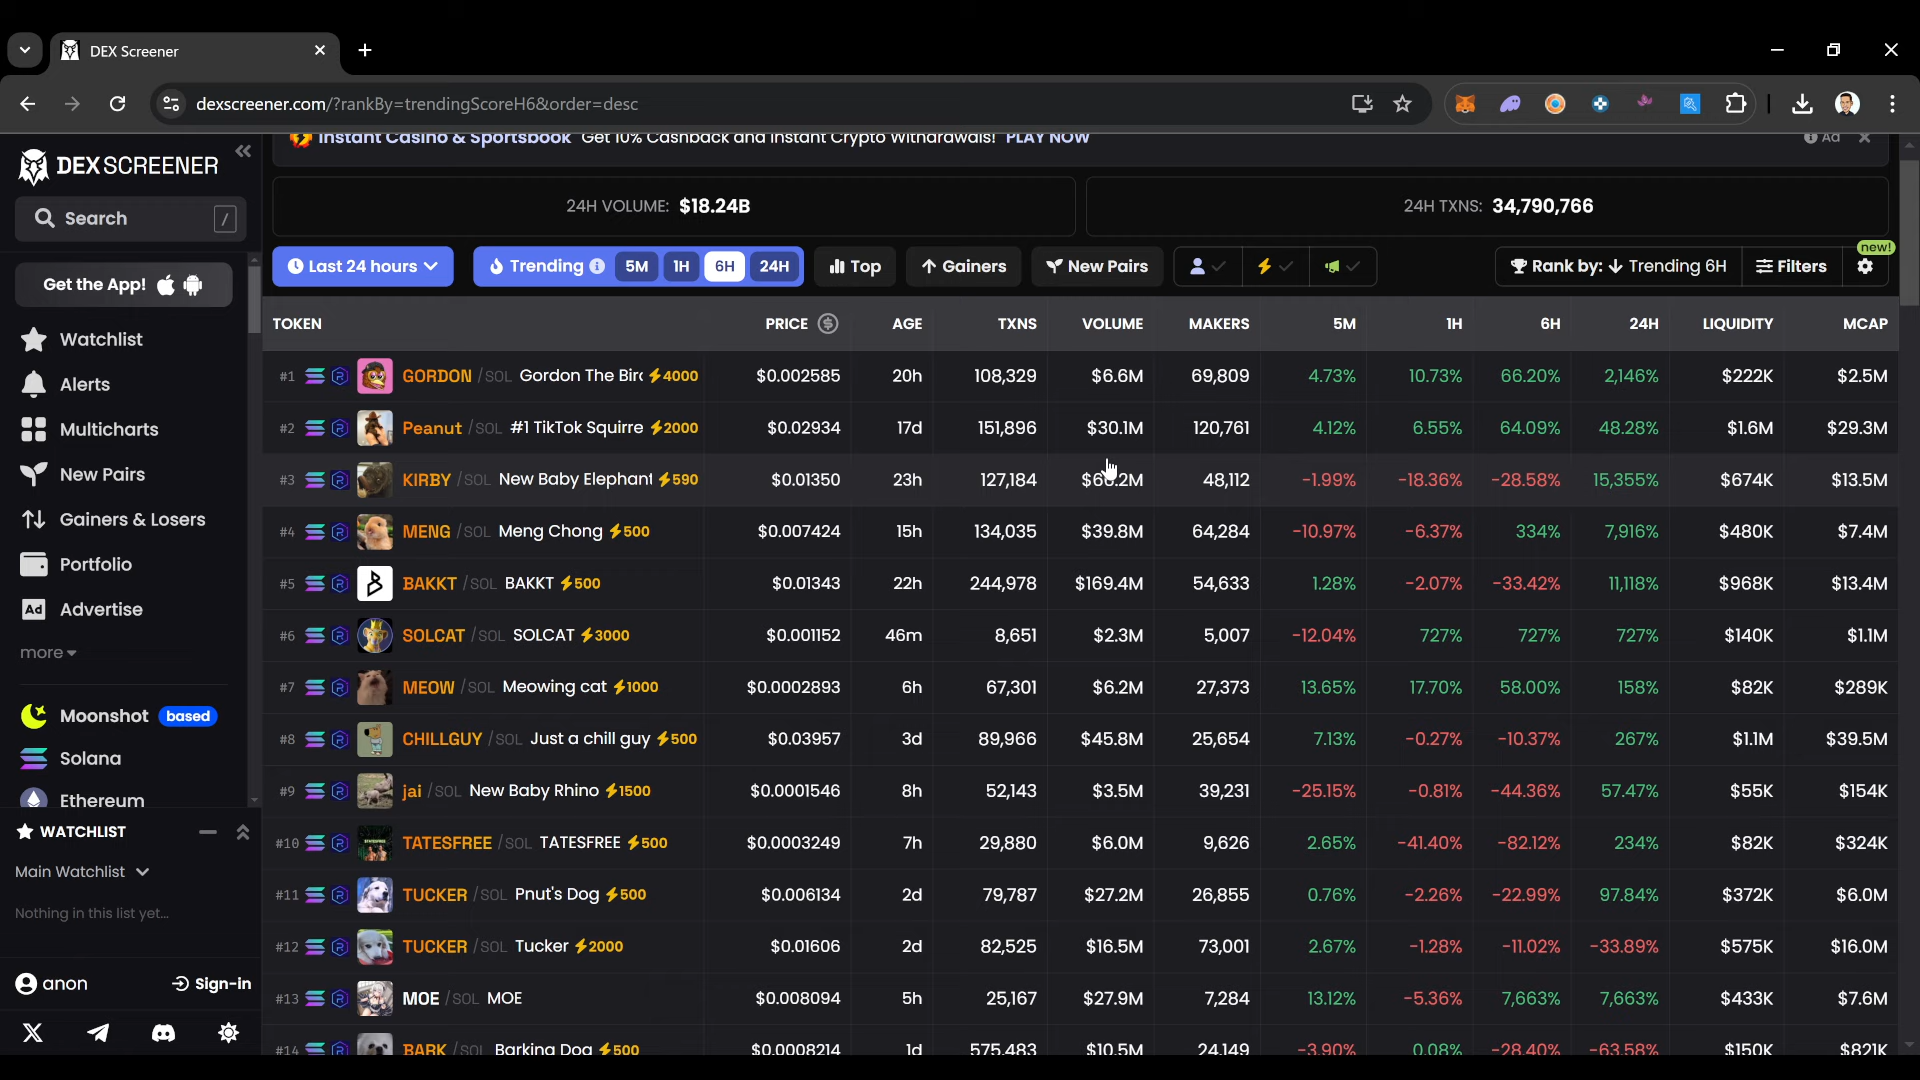 DEX Screener
dexscreener.com/?rankBy=trendingScoreH6&order=desc
Instant Casino & Sportsbook Get 10% Cashback and Instant Crypto Withdrawals! PLAY NOW Ad
DEX SCREENER
24H VOLUME: $18.24B 24H TXNS: 34,790,766
Search /
new!
Last 24 hours Trending 5M 1H 6H 24H Top Gainers New Pairs Rank by: Trending 6H Filters
Get the App!
Watchlist
Alerts
Multicharts
New Pairs
Gainers & Losers
Portfolio
Ad Advertise
more
Moonshot based
Solana
Ethereum
WATCHLIST
Main Watchlist
Nothing in this list yet...
anon Sign-in
TOKEN PRICE AGE TXNS VOLUME MAKERS 5M 1H 6H 24H LIQUIDITY MCAP
#1 GORDON /SOL Gordon The Birc 4000 $0.002585 20h 108,329 $6.6M 69,809 4.73% 10.73% 66.20% 2,146% $222K $2.5M
#2 Peanut /SOL #1 TikTok Squirre 2000 $0.02934 17d 151,896 $30.1M 120,761 4.12% 6.55% 64.09% 48.28% $1.6M $29.3M
#3 KIRBY /SOL New Baby Elephant 590 $0.01350 23h 127,184 48,112 -1.99% -18.36% -28.58% 15,355% $674K $13.5M
#4 MENG /SOL Meng Chong 500 $0.007424 15h 134,035 $39.8M 64,284 -10.97% -6.37% 334% 7,916% $480K $7.4M
#5 BAKKT /SOL BAKKT 500 $0.01343 22h 244,978 $169.4M 54,633 1.28% -2.07% -33.42% 11,118% $968K $13.4M
#6 SOLCAT /SOL SOLCAT 3000 $0.001152 46m 8,651 $2.3M 5,007 -12.04% 727% 727% 727% $140K $1.1M
#7 MEOW /SOL Meowing cat 1000 $0.0002893 6h 67,301 $6.2M 27,373 13.65% 17.70% 58.00% 158% $82K $289K
#8 CHILLGUY /SOL Just a chill guy 500 $0.03957 3d 89,966 $45.8M 25,654 7.13% -0.27% -10.37% 267% $1.1M $39.5M
#9 jai /SOL New Baby Rhino 1500 $0.0001546 8h 52,143 $3.5M 39,231 -25.15% -0.81% -44.36% 57.47% $55K $154K
#10 TATESFREE /SOL TATESFREE 500 $0.0003249 7h 29,880 $6.0M 9,626 2.65% -41.40% -82.12% 234% $82K $324K
#11 TUCKER /SOL Pnut's Dog 500 $0.006134 2d 79,787 $27.2M 26,855 0.76% -2.26% -22.99% 97.84% $372K $6.0M
#12 TUCKER /SOL Tucker 2000 $0.01606 2d 82,525 $16.5M 73,001 2.67% -1.28% -11.02% -33.89% $575K $16.0M
#13 MOE /SOL MOE $0.008094 5h 25,167 $27.9M 7,284 13.12% -5.36% 7,663% 7,663% $433K $7.6M
#14 BARK /SOL Barking Dog 500 $0.0008214 1d 575,483 $10.5M 24,149 -3.90% 0.08% -28.40% -63.58% $150K $821K